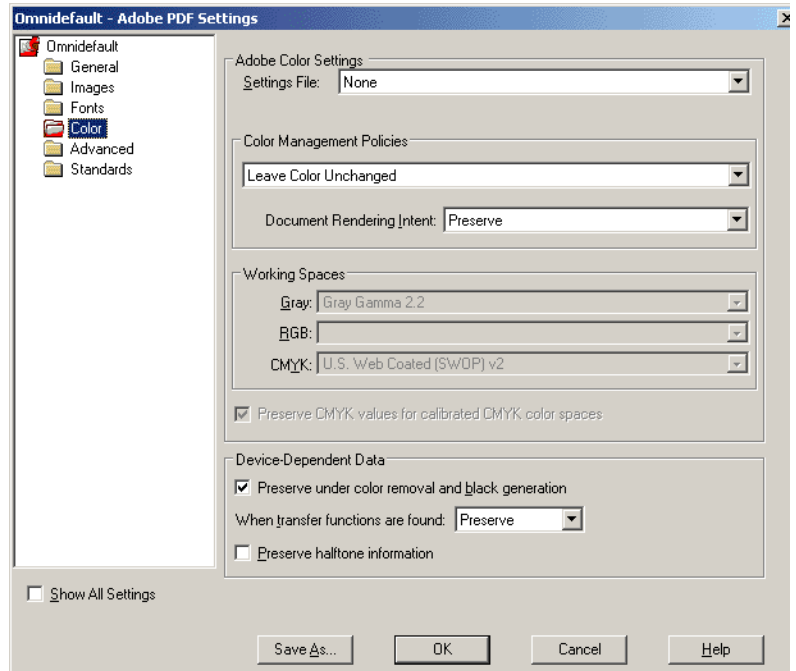 Omnidefault - Adobe PDF Settings
Omnidefault
General
Images
Fonts
Color
Advanced
Standards
Show All Settings
Adobe Color Settings
Settings File: None
Color Management Policies
Leave Color Unchanged
Document Rendering Intent: Preserve
Working Spaces
Gray: Gray Gamma 2.2
RGB:
CMYK: U.S. Web Coated (SWOP) v2
Preserve CMYK values for calibrated CMYK color spaces
Device-Dependent Data
Preserve under color removal and black generation
When transfer functions are found: Preserve
Preserve halftone information
Save As... OK Cancel Help